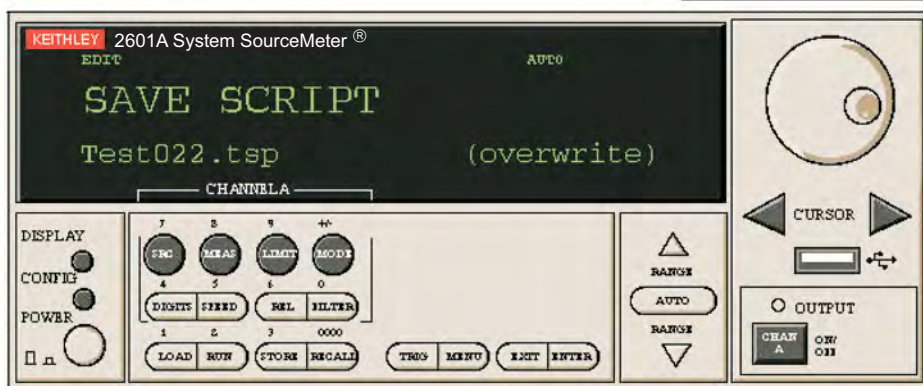 KEITHLEY 2601A System SourceMeter ®
EDIT AUTO
SAVE SCRIPT
Test022.tsp (overwrite)
CHANNEL A
7 8 9 +/-
SRC MEAS LIMIT MODE
4 5 6 0
DIGITS SPEED REL FILTER
1 2 3 0000
LOAD RUN STORE RECALL
TRIG MENU EXIT ENTER
DISPLAY
CONFIG
POWER
RANGE
AUTO
RANGE
CURSOR
OUTPUT
CHAN A
ON/OFF